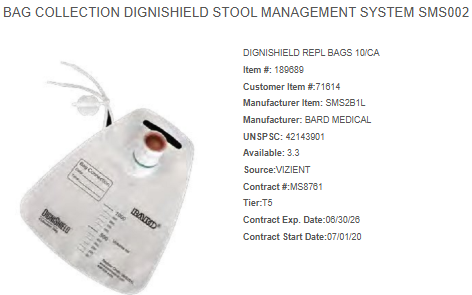 BAG COLLECTION DIGNISHIELD STOOL MANAGEMENT SYSTEM SMS002
DIGNISHIELD REPL BAGS 10/CA
Item #: 189689
Customer Item #:71614
Manufacturer Item: SMS2B1L
Manufacturer: BARD MEDICAL
UNSPSC: 42143901
Available: 3.3
Source:VIZIENT
Contract #:MS8761
Tier:T5
Contract Exp. Date:06/30/26
Contract Start Date:07/01/20
Bag Connection
BARD
DIGNISHIELD